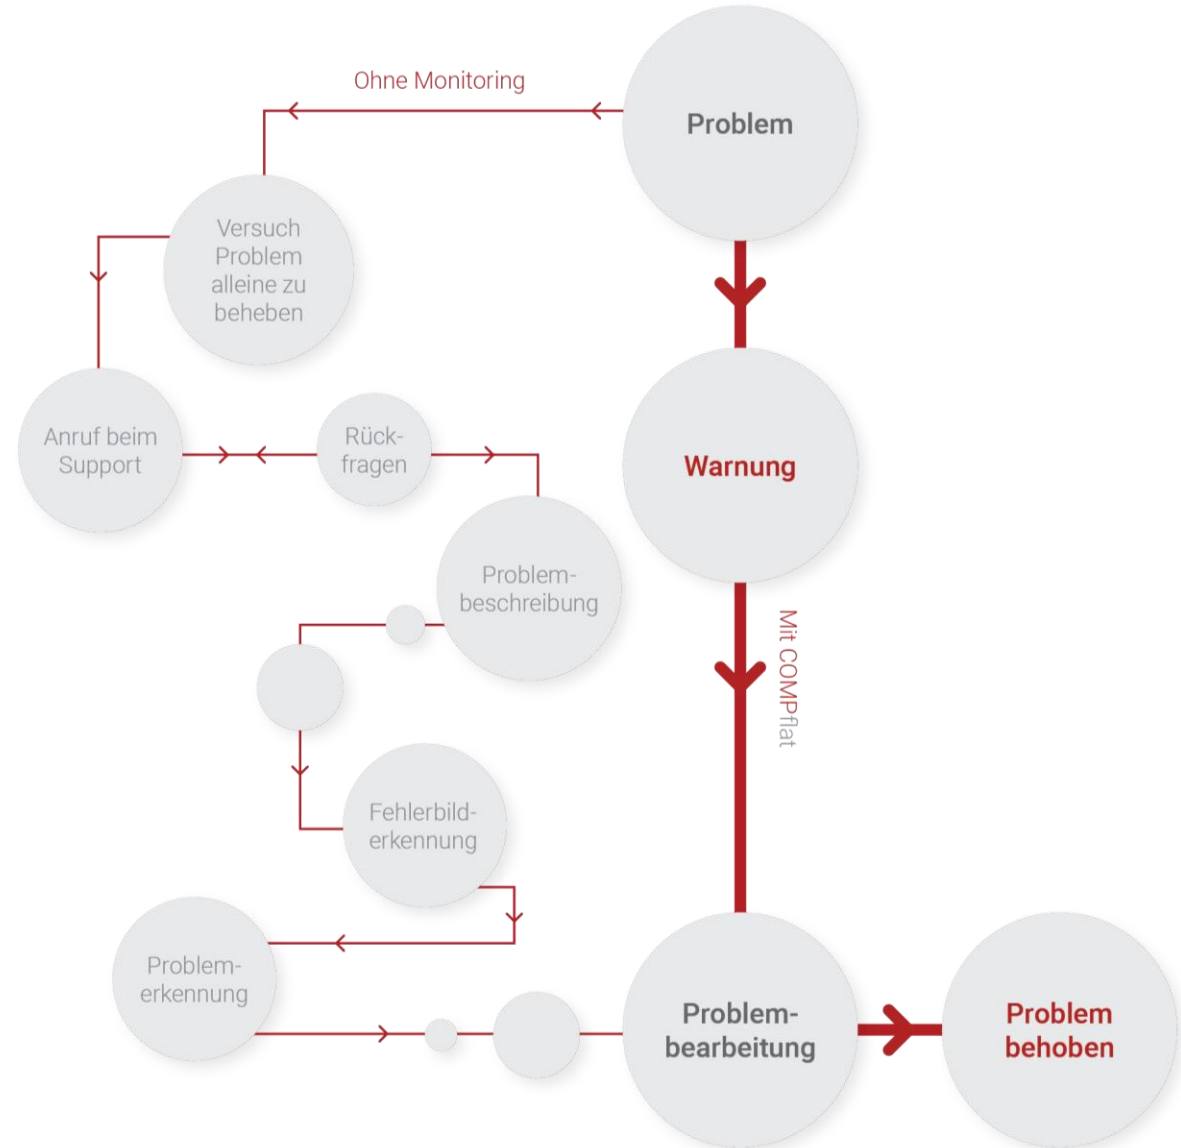 Ohne Monitoring
Problem
Versuch
Problem
alleine zu
beheben
Anruf beim
Support
Rück-
fragen
Warnung
Problem-
beschreibung
Mit COMPflat
Fehlerbild-
erkennung
Problem-
erkennung
Problem-
bearbeitung
Problem
behoben